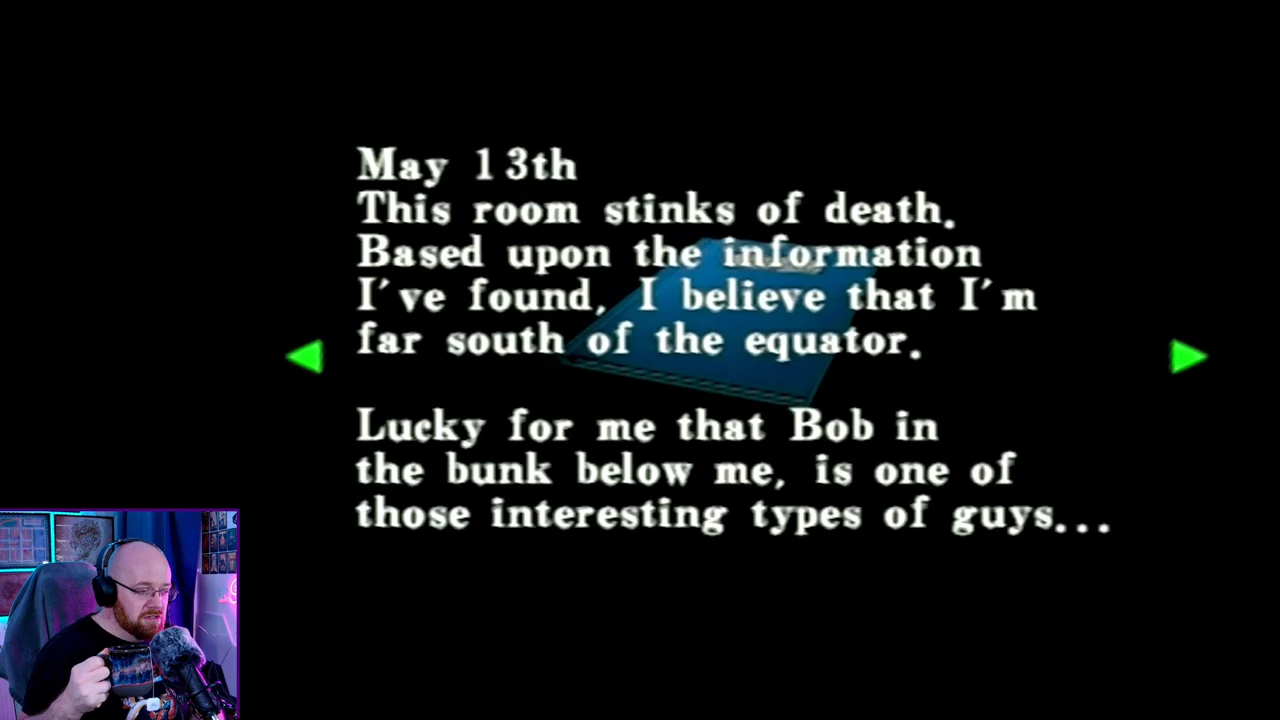 May 13th
This room stinks of death.
Based upon the information
I've found, I believe that I'm
far south of the equator.
Lucky for me that Bob in
the bunk below me, is one of
those interesting types of guys...